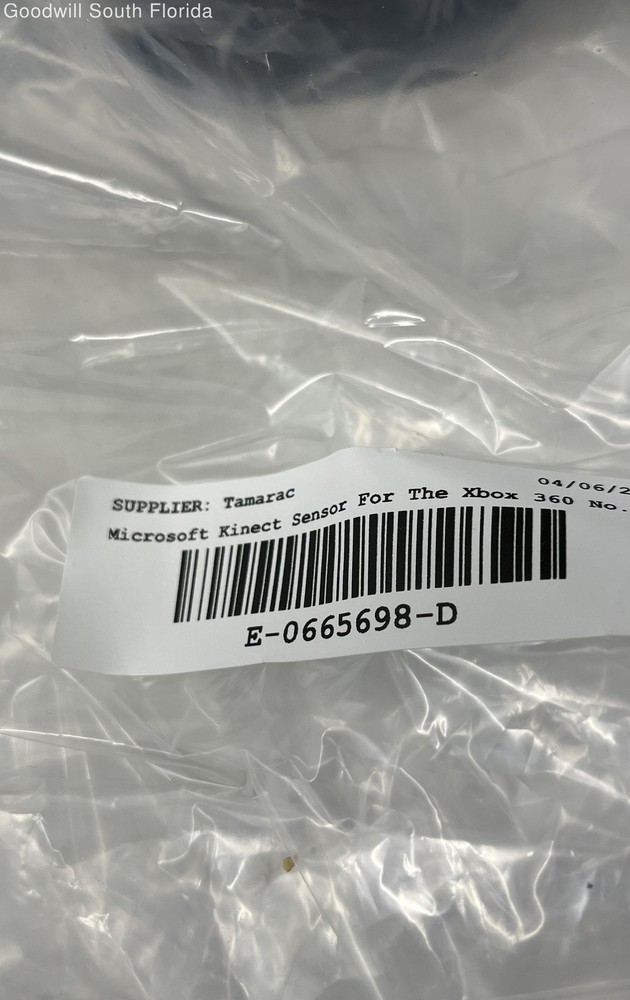 Goodwill South Florida
04/06/2
SUPPLIER: Tamarac
Microsoft Kinect Sensor For The Xbox 360 No.
E-0665698-D